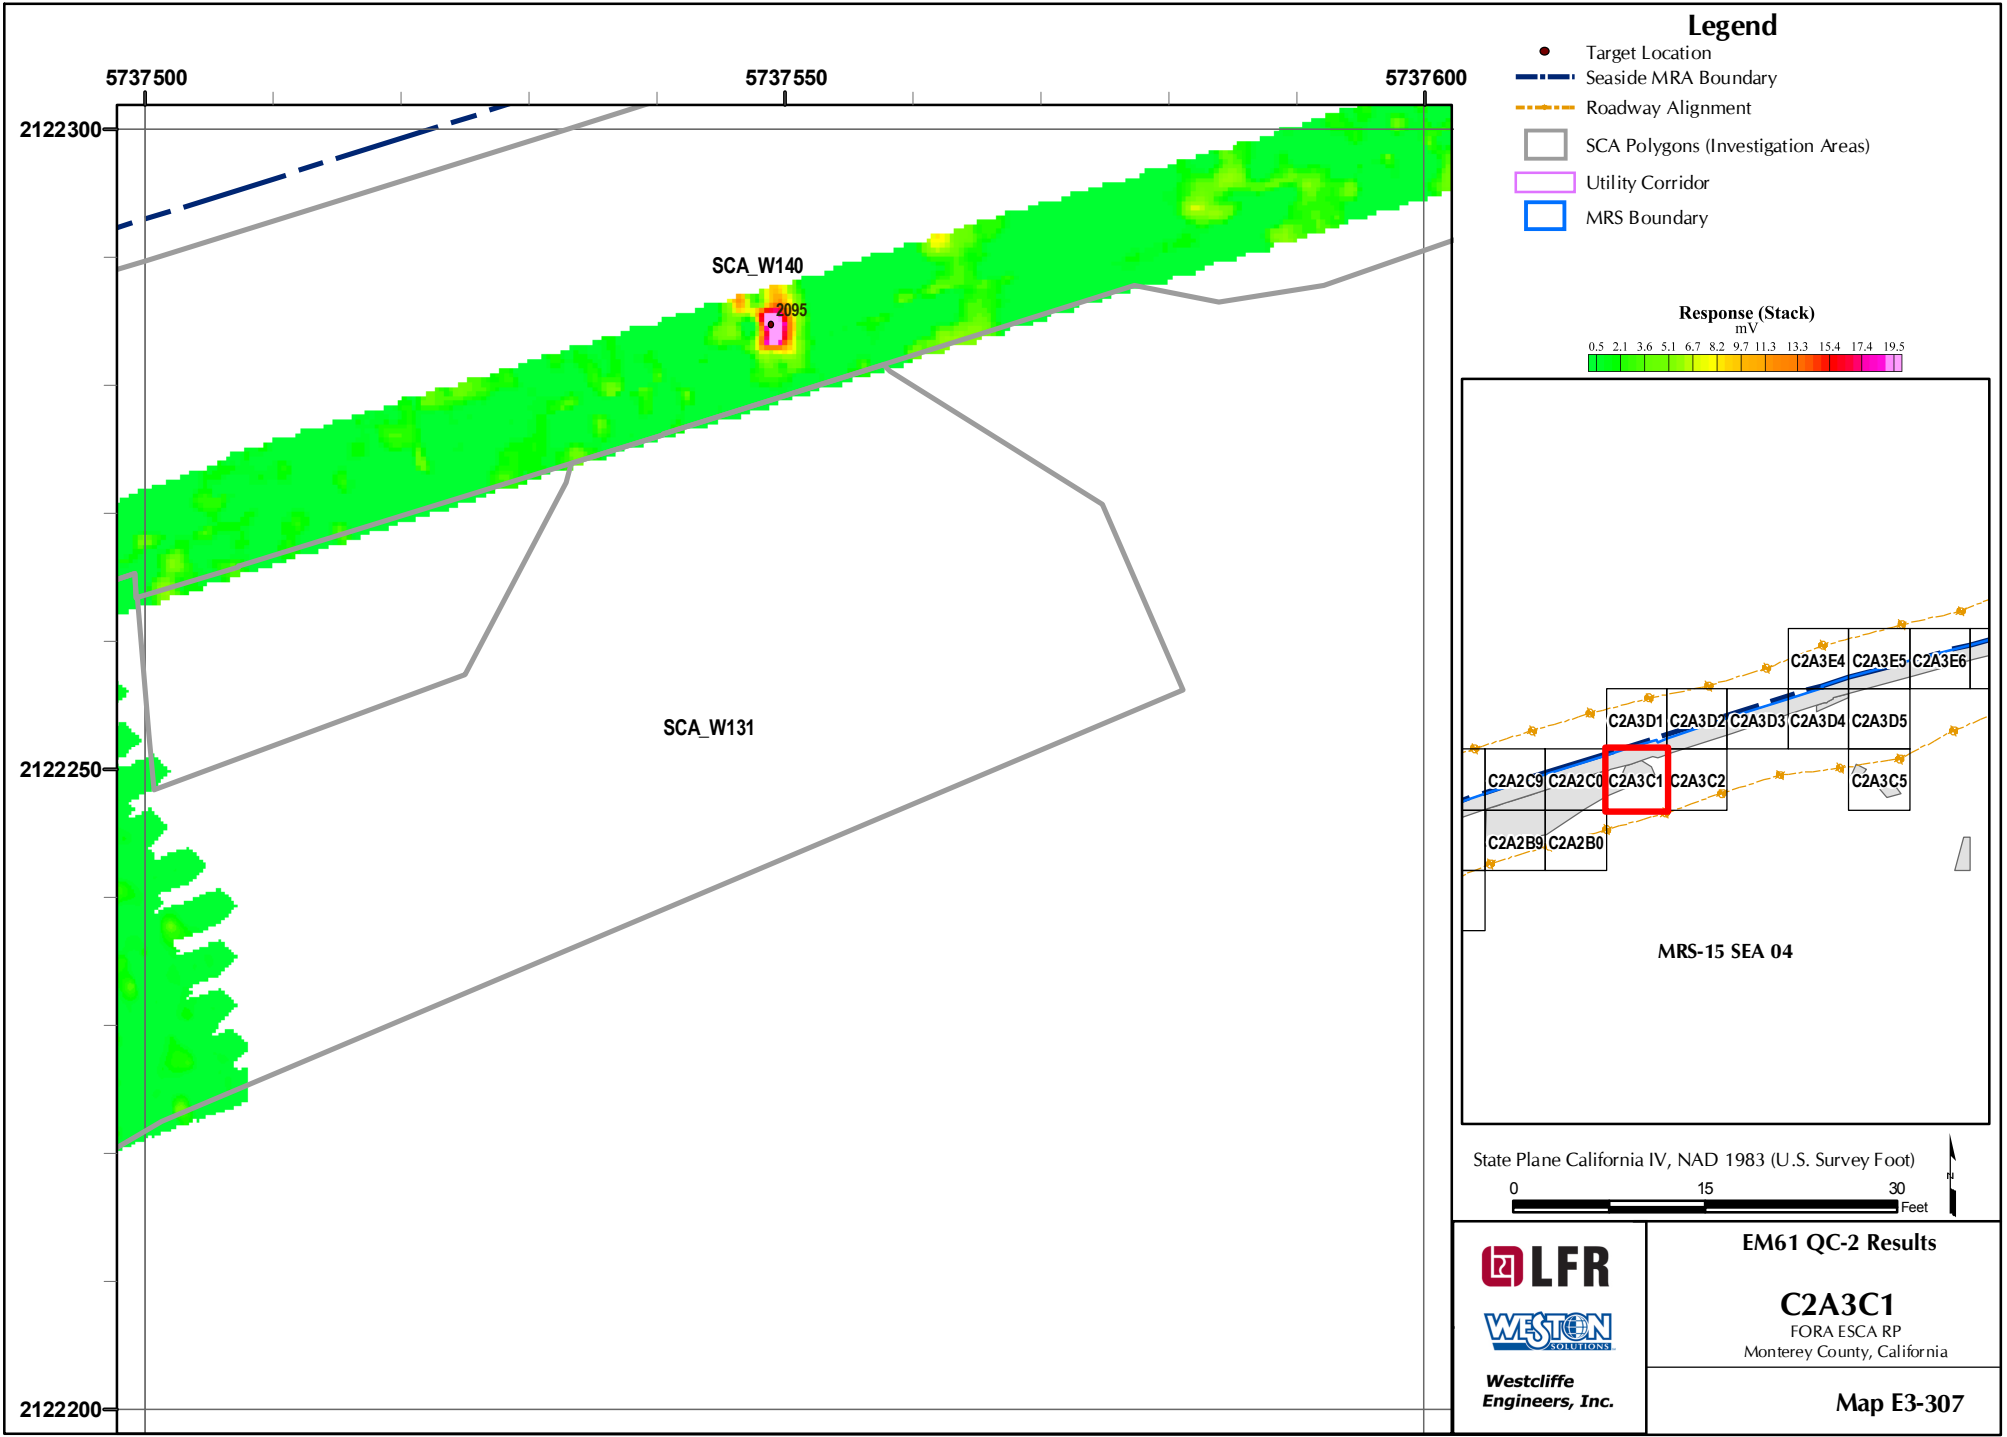 5737500
5737550
5737600
2122300
2122250
2122200
SCA_W140
2095
SCA_W131
Legend
Target Location
Seaside MRA Boundary
Roadway Alignment
SCA Polygons (Investigation Areas)
Utility Corridor
MRS Boundary
Response (Stack)
mV
0.5 2.1 3.6 5.1 6.7 8.2 9.7 11.3 13.3 15.4 17.4 19.5
C2A3E4 C2A3E5 C2A3E6
C2A3D1 C2A3D2 C2A3D3 C2A3D4 C2A3D5
C2A2C9 C2A2C0 C2A3C1 C2A3C2 C2A3C5
C2A2B9 C2A2B0
MRS-15 SEA 04
State Plane California IV, NAD 1983 (U.S. Survey Foot)
N
0 15 30
Feet
LFR
WESTON
SOLUTIONS
Westcliffe
Engineers, Inc.
EM61 QC-2 Results
C2A3C1
FORA ESCA RP
Monterey County, California
Map E3-307